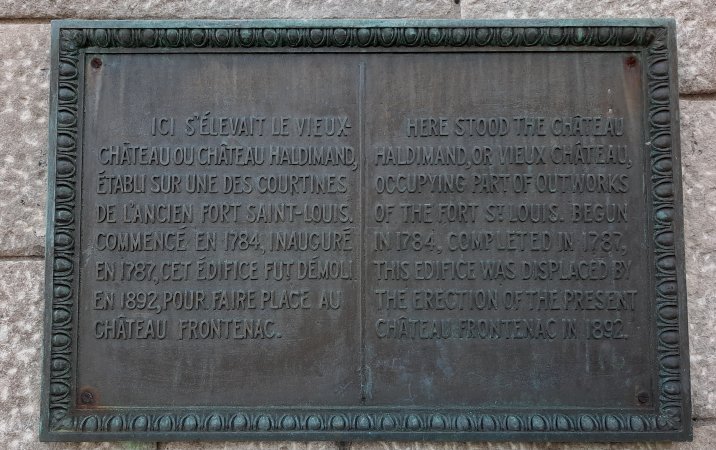 ICI S'ÉLEVAIT LE VIEUX-
CHÂTEAU OU CHÂTEAU HALDIMAND,
ÉTABLI SUR UNE DES COURTINES
DE L'ANCIEN FORT SAINT-LOUIS.
COMMENCÉ EN 1784, INAUGURÉ
EN 1787, CET ÉDIFICE FUT DÉMOLI
EN 1892, POUR FAIRE PLACE AU
CHÂTEAU FRONTENAC.
HERE STOOD THE CHÂTEAU
HALDIMAND, OR VIEUX CHÂTEAU,
OCCUPYING PART OF OUTWORKS
OF THE FORT ST. LOUIS. BEGUN
IN 1784, COMPLETED IN 1787,
THIS EDIFICE WAS DISPLACED BY
THE ERECTION OF THE PRESENT
CHÂTEAU FRONTENAC IN 1892.